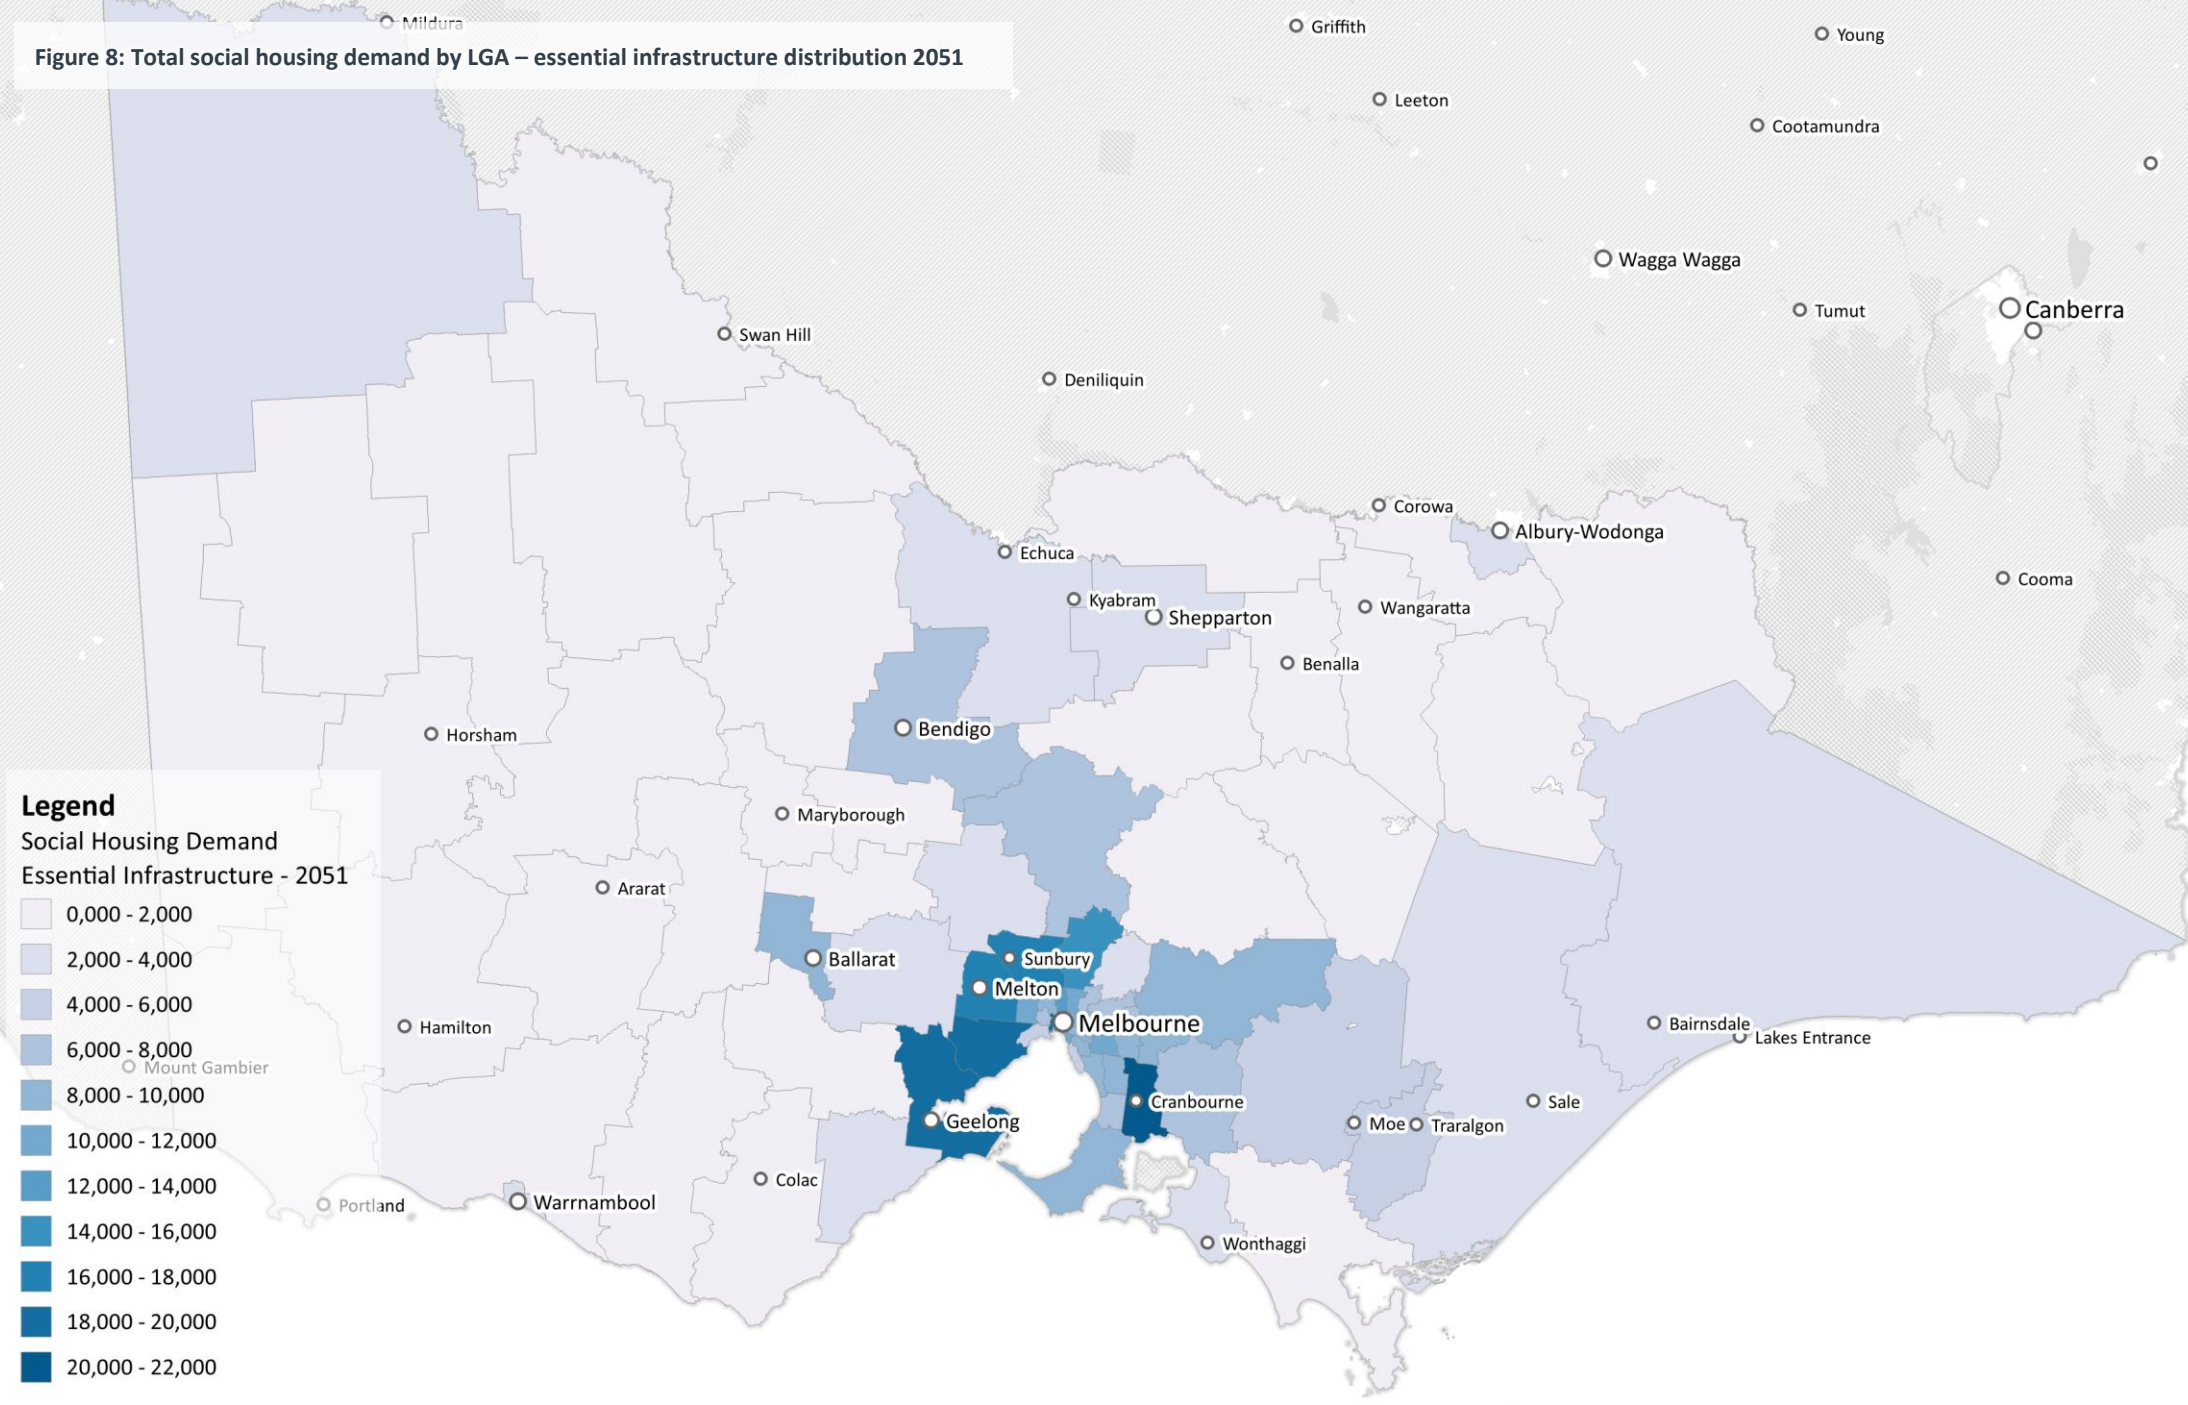 Mildura
Griffith
Young
Figure 8: Total social housing demand by LGA – essential infrastructure distribution 2051
Leeton
Cootamundra
Wagga Wagga
Canberra
Tumut
Swan Hill
Deniliquin
Corowa
Albury-Wodonga
Echuca
Cooma
Kyabram
Wangaratta
Shepparton
Benalla
Bendigo
Horsham
Maryborough
Ararat
Ballarat
Sunbury
Melton
Melbourne
Hamilton
Bairnsdale
Lakes Entrance
Mount Gambier
Cranbourne
Sale
Geelong
Moe
Traralgon
Colac
Warrnambool
Portland
Wonthaggi
Legend
Social Housing Demand
Essential Infrastructure - 2051
0,000 - 2,000
2,000 - 4,000
4,000 - 6,000
6,000 - 8,000
8,000 - 10,000
10,000 - 12,000
12,000 - 14,000
14,000 - 16,000
16,000 - 18,000
18,000 - 20,000
20,000 - 22,000